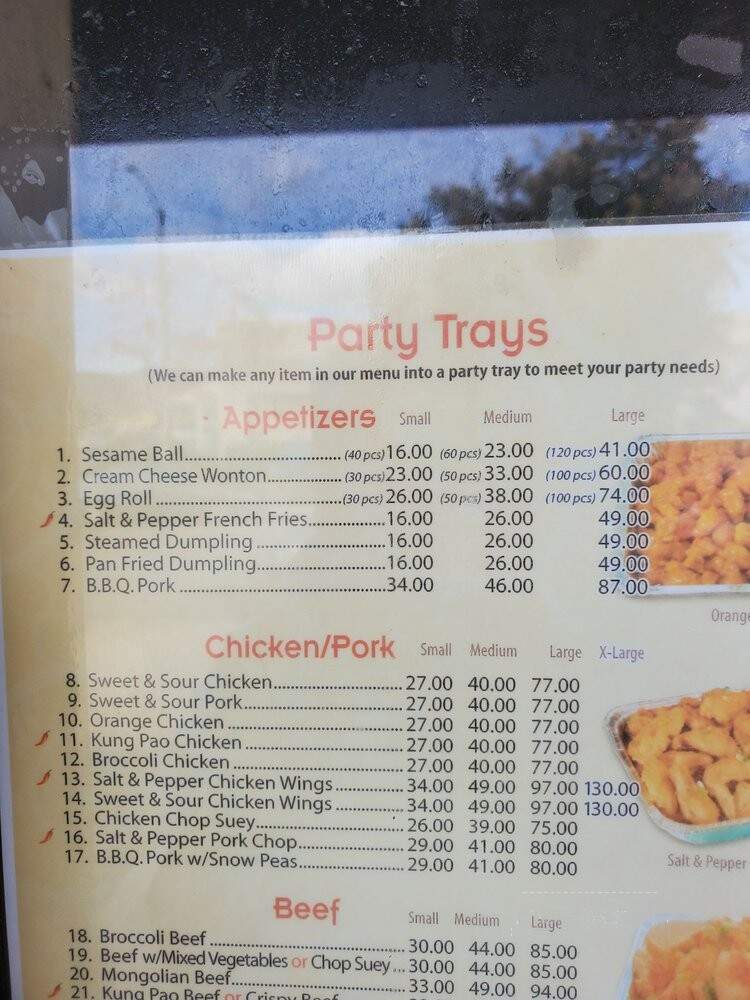 Party Trays
(We can make any item in our menu into a party tray to meet your party needs)
Appetizers Small Medium Large
1. Sesame Ball (40 pcs) 16.00 (60 pcs) 23.00 (120 pcs) 41.00
2. Cream Cheese Wonton (30 pcs) 23.00 (50 pcs) 33.00 (100 pcs) 60.00
3. Egg Roll (30 pcs) 26.00 (50 pcs) 38.00 (100 pcs) 74.00
4. Salt & Pepper French Fries 16.00 26.00 49.00
5. Steamed Dumpling 16.00 26.00 49.00
6. Pan Fried Dumpling 16.00 26.00 49.00
7. B.B.Q. Pork 34.00 46.00 87.00
Orange
Chicken/Pork Small Medium Large X-Large
8. Sweet & Sour Chicken 27.00 40.00 77.00
9. Sweet & Sour Pork 27.00 40.00 77.00
10. Orange Chicken 27.00 40.00 77.00
11. Kung Pao Chicken 27.00 40.00 77.00
12. Broccoli Chicken 27.00 40.00 77.00
13. Salt & Pepper Chicken Wings 34.00 49.00 97.00 130.00
14. Sweet & Sour Chicken Wings 34.00 49.00 97.00 130.00
15. Chicken Chop Suey 26.00 39.00 75.00
16. Salt & Pepper Pork Chop 29.00 41.00 80.00
17. B.B.Q. Pork w/Snow Peas 29.00 41.00 80.00
Salt & Pepper
Beef Small Medium Large
18. Broccoli Beef 30.00 44.00 85.00
19. Beef w/Mixed Vegetables or Chop Suey 30.00 44.00 85.00
20. Mongolian Beef 33.00 49.00 94.00
21. Kung Pao Beef or Crispy Beef